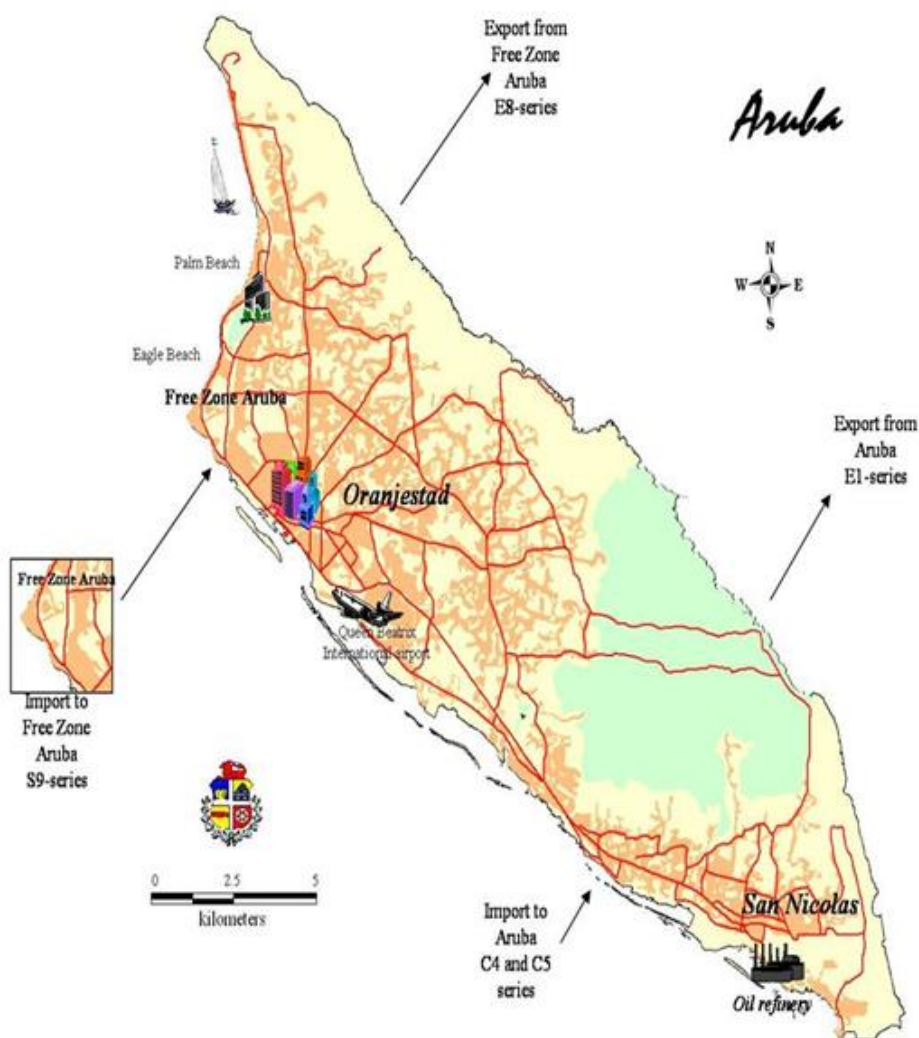 Export from
Free Zone
Aruba
E8-series
Aruba
N
W
E
S
Palm Beach
Eagle Beach
Free Zone Aruba
Export from
Aruba
E1-series
Oranjestad
Free Zone Aruba
Queen Beatrix
International airport
Import to
Free Zone
Aruba
S9-series
0
2.5
5
kilometers
Import to
Aruba
C4 and C5
series
San Nicolas
Oil refinery